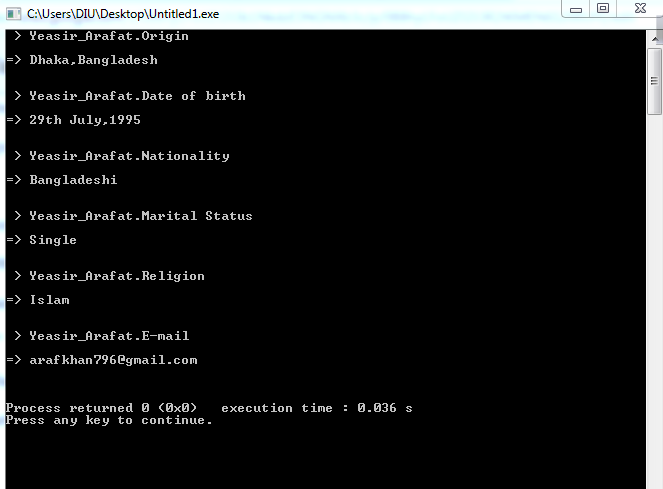 C:\Users\DIU\Desktop\Untitled1.exe
> Yeasir_Arafat.Origin
=> Dhaka,Bangladesh
> Yeasir_Arafat.Date of birth
=> 29th July,1995
> Yeasir_Arafat.Nationality
=> Bangladeshi
> Yeasir_Arafat.Marital Status
=> Single
> Yeasir_Arafat.Religion
=> Islam
> Yeasir_Arafat.E-mail
=> arafkhan796@gmail.com
Process returned 0 (0x0)   execution time : 0.036 s
Press any key to continue.